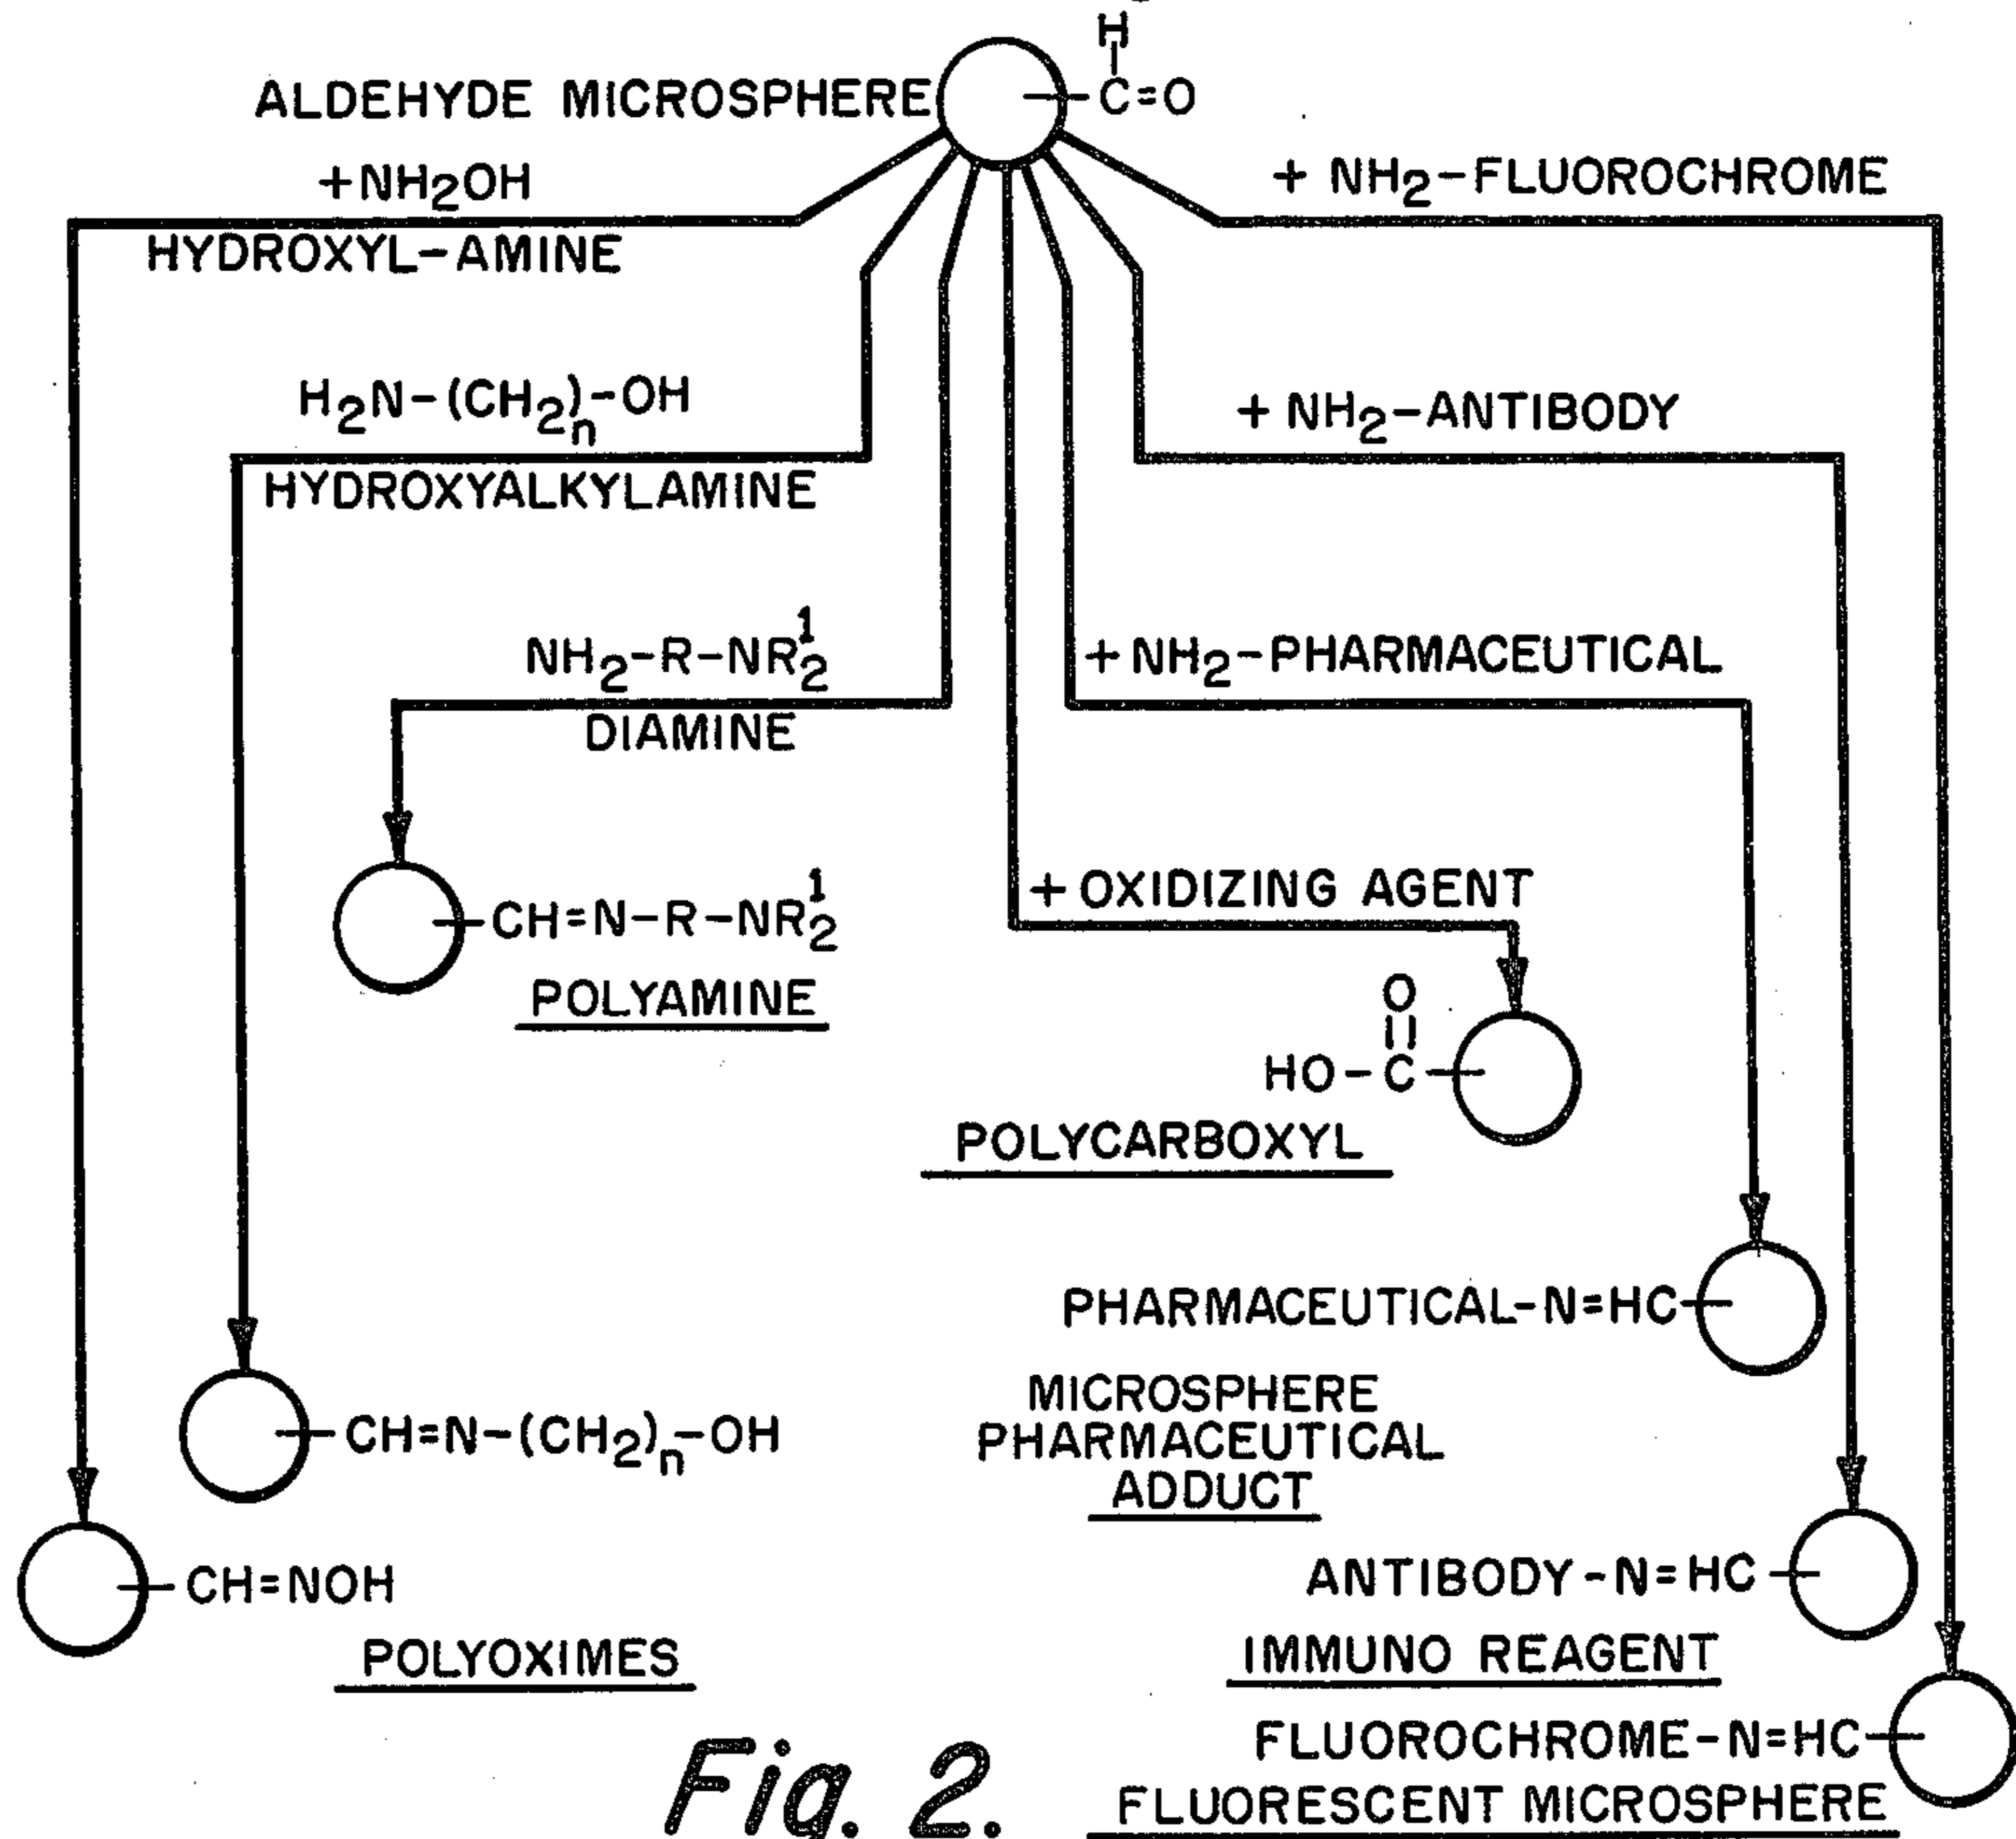 H
ALDEHYDE MICROSPHERE C=O
+NH2OH
HYDROXYL-AMINE
+ NH2-FLUOROCHROME
H2N-(CH2)n-OH
HYDROXYALKYLAMINE
+ NH2-ANTIBODY
NH2-R-NR12
DIAMINE
+ NH2-PHARMACEUTICAL
+ OXIDIZING AGENT
CH=N-R-NR12
POLYAMINE
O
HO-C
POLYCARBOXYL
PHARMACEUTICAL-N=HC
MICROSPHERE
PHARMACEUTICAL
ADDUCT
CH=N-(CH2)n-OH
CH=NOH
POLYOXIMES
ANTIBODY-N=HC
IMMUNO REAGENT
FLUOROCHROME-N=HC
FLUORESCENT MICROSPHERE
Fig. 2.